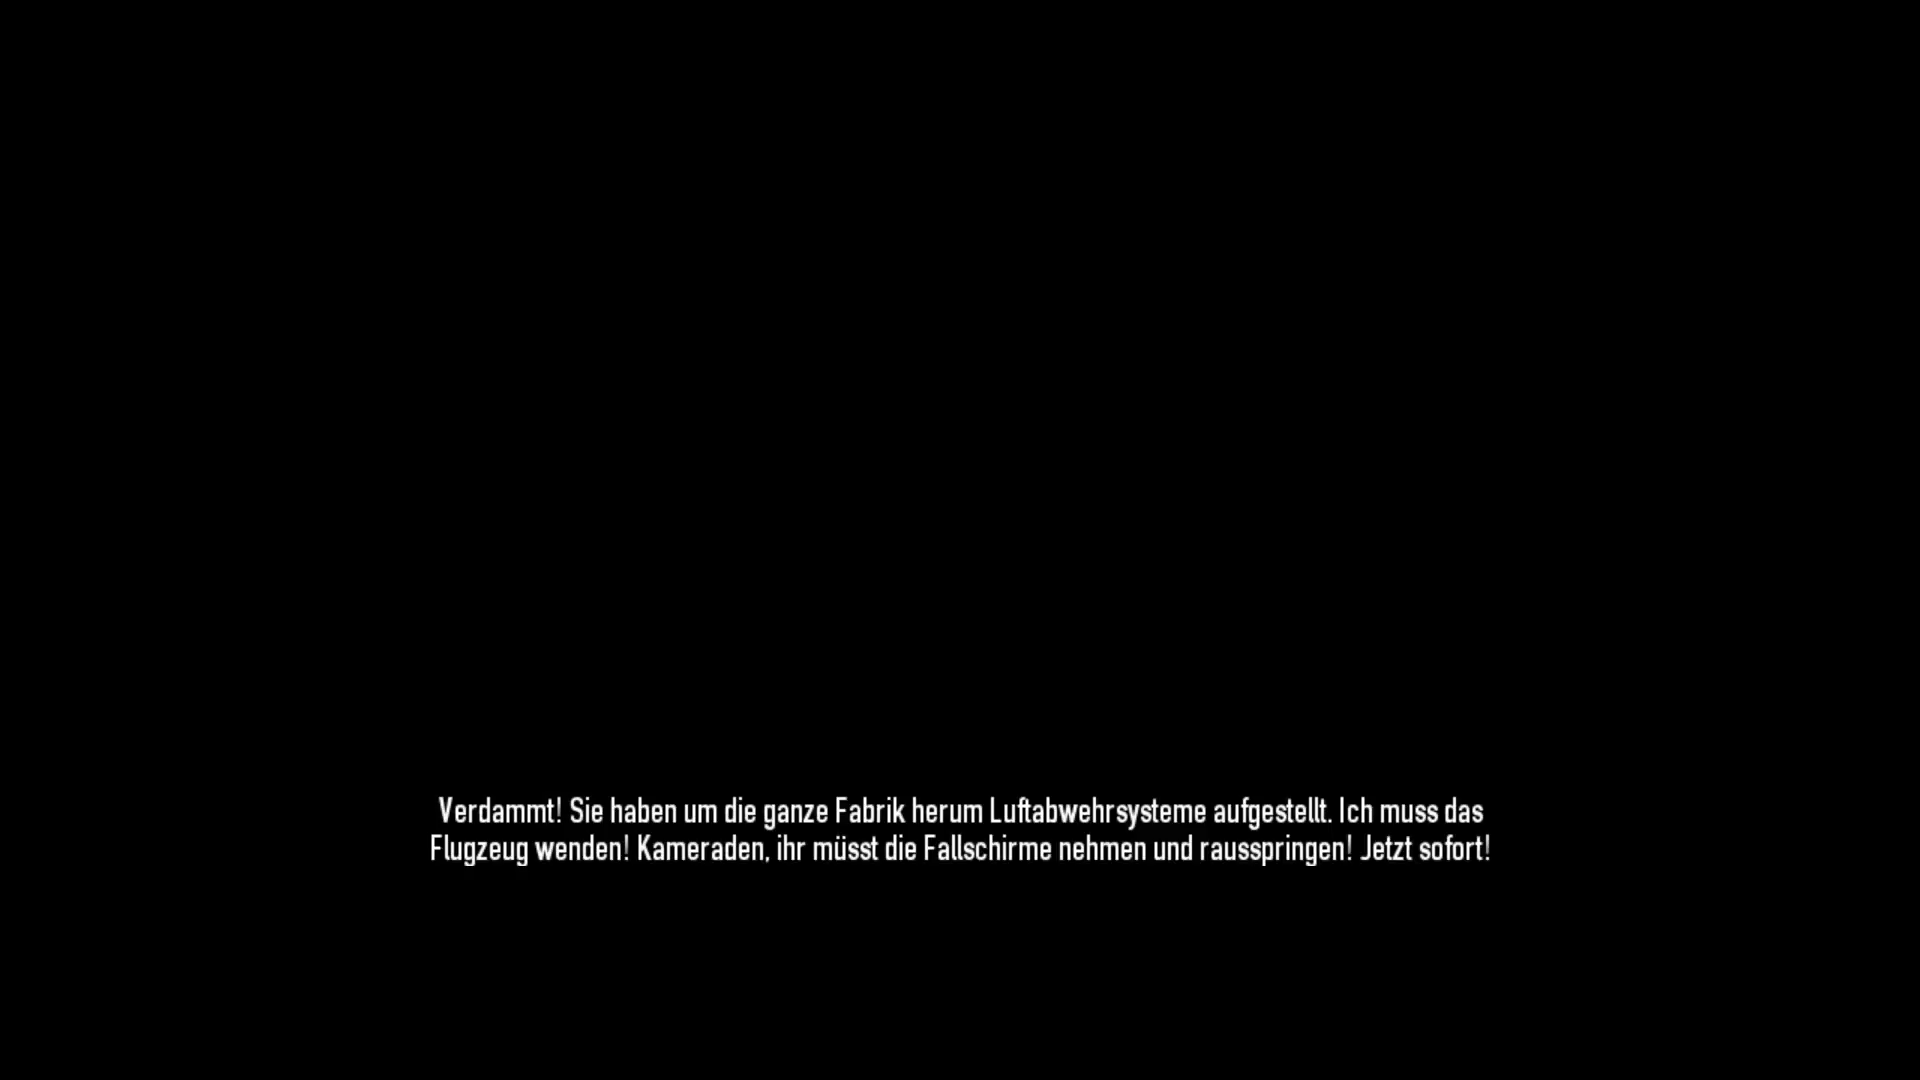 Verdammt! Sie haben um die ganze Fabrik herum Luftabwehrsysteme aufgestellt. Ich muss das
Flugzeug wenden! Kameraden, ihr müsst die Fallschirme nehmen und rausspringen! Jetzt sofort!